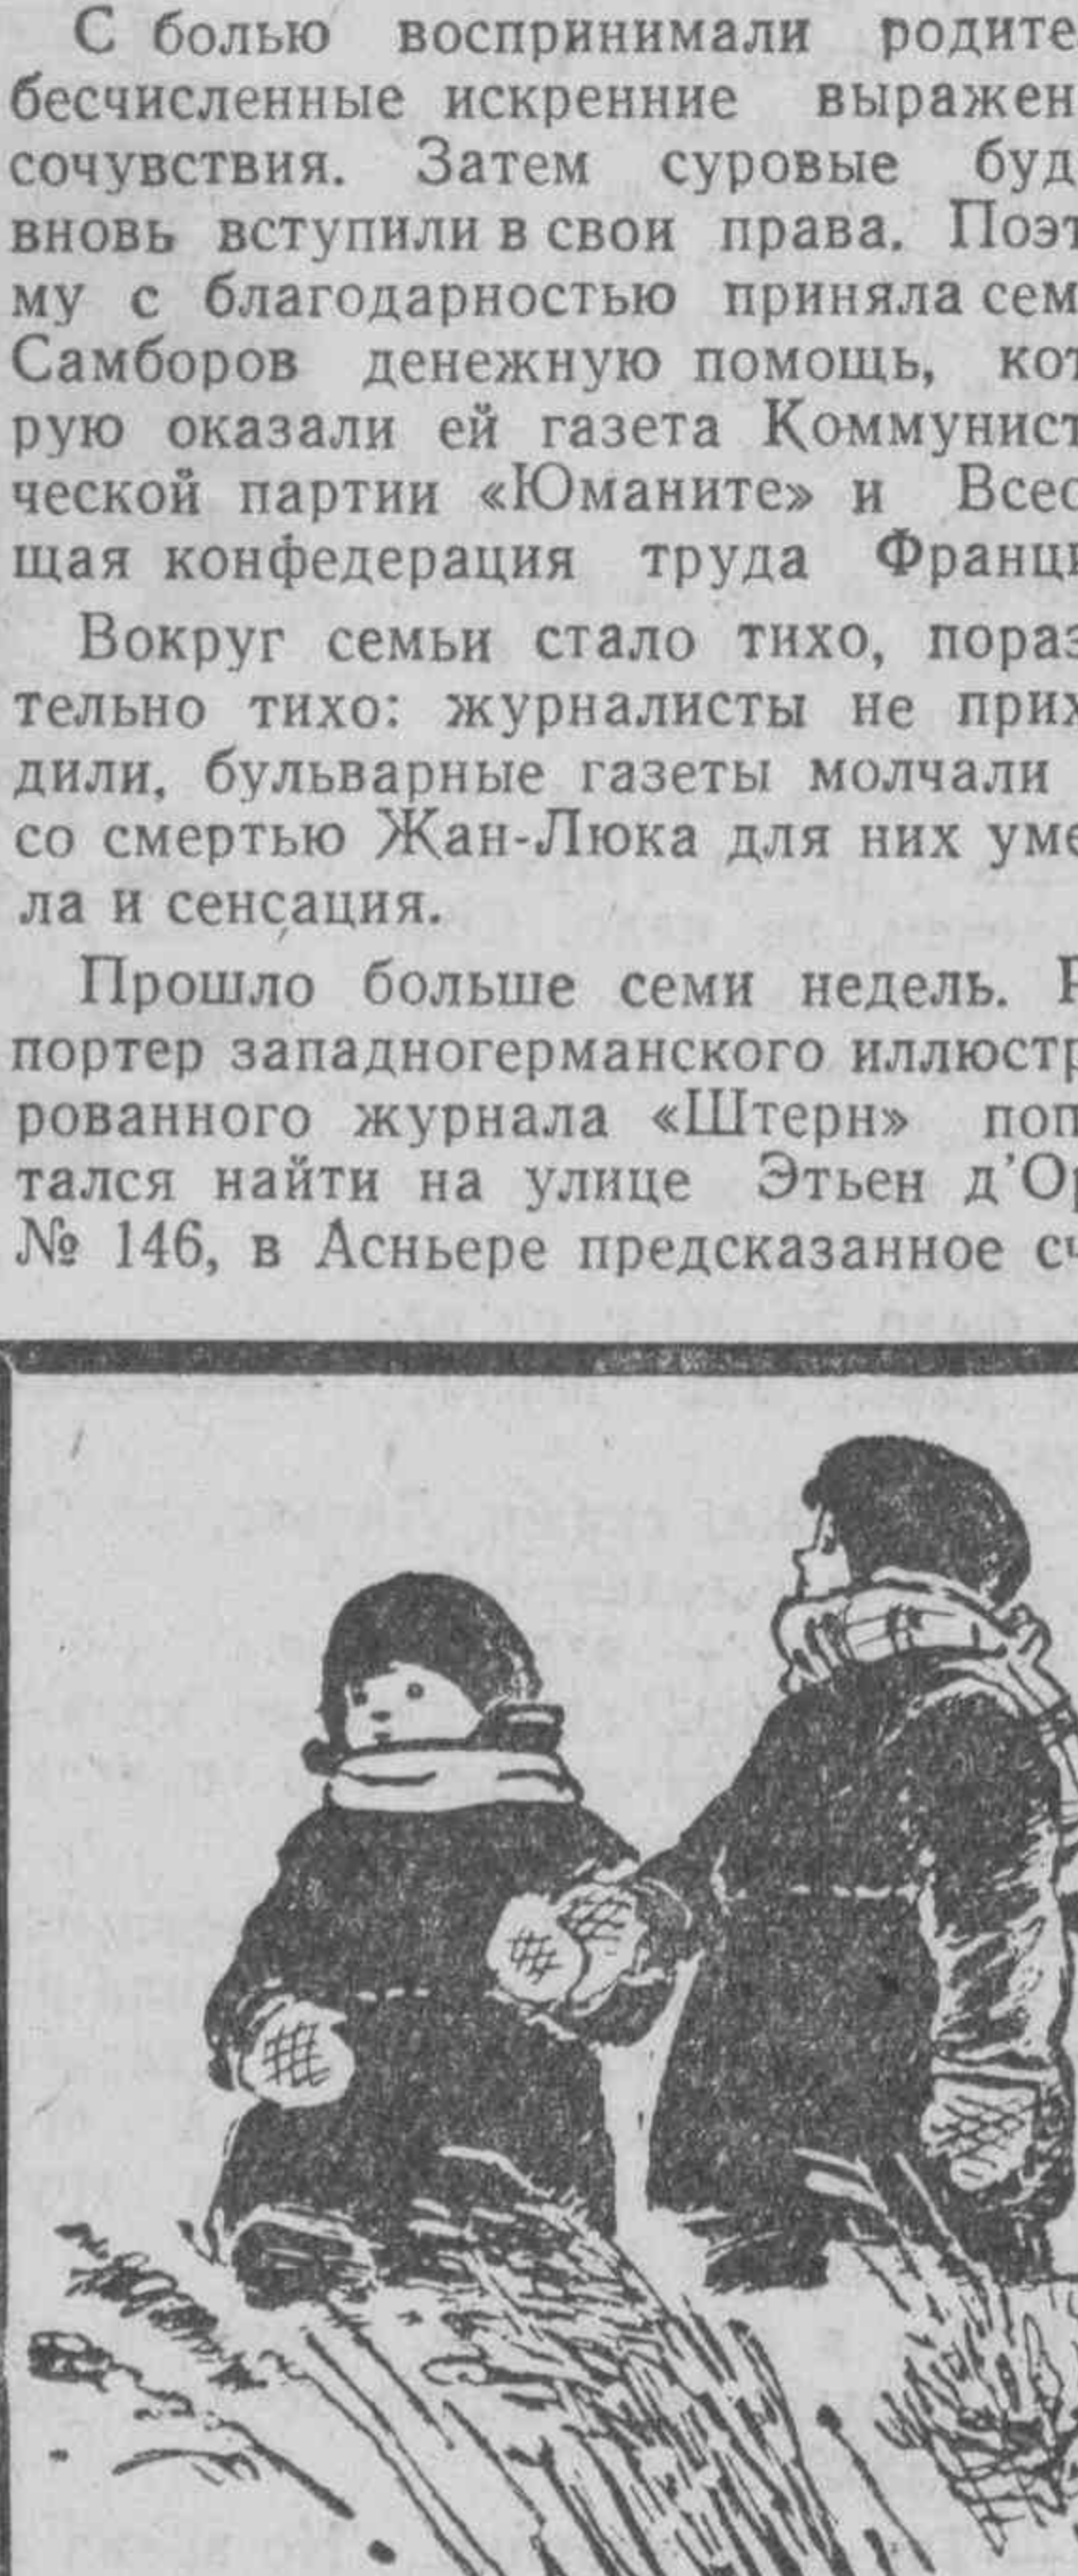 С болью воспринимали родите
бесчисленные искренние выражен
сочувствия. Затем суровые буд
вновь вступили в свои права. Поэт
му с благодарностью приняла сем
Самборов денежную помощь, кот
рую оказали ей газета Коммунист
ческой партии «Юманите» и Всео
щая конфедерация труда Франци
Вокруг семьи стало тихо, пораз
тельно тихо: журналисты не прих
дили, бульварные газеты молчали
со смертью Жан-Люка для них уме
ла и сенсация.
Прошло больше семи недель. Р
портер западногерманского иллюстр
рованного журнала «Штерн» поп
тался найти на улице Этьен д'Ор
№ 146, в Асньере предсказанное сч